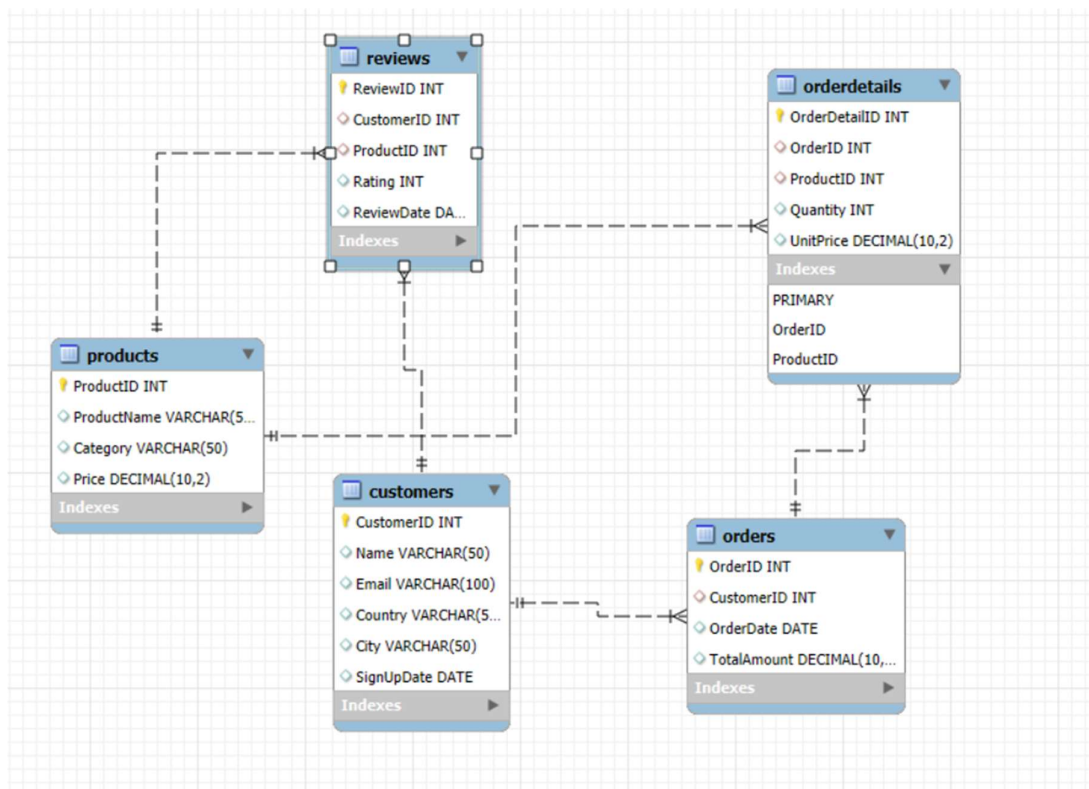 reviews
ReviewID INT
CustomerID INT
ProductID INT
Rating INT
ReviewDate DA...
Indexes
orderdetails
OrderDetailID INT
OrderID INT
ProductID INT
Quantity INT
UnitPrice DECIMAL(10,2)
Indexes
PRIMARY
OrderID
ProductID
products
ProductID INT
ProductName VARCHAR(5...
Category VARCHAR(50)
Price DECIMAL(10,2)
Indexes
customers
CustomerID INT
Name VARCHAR(50)
Email VARCHAR(100)
Country VARCHAR(5...
City VARCHAR(50)
SignUpDate DATE
Indexes
orders
OrderID INT
CustomerID INT
OrderDate DATE
TotalAmount DECIMAL(10,...
Indexes